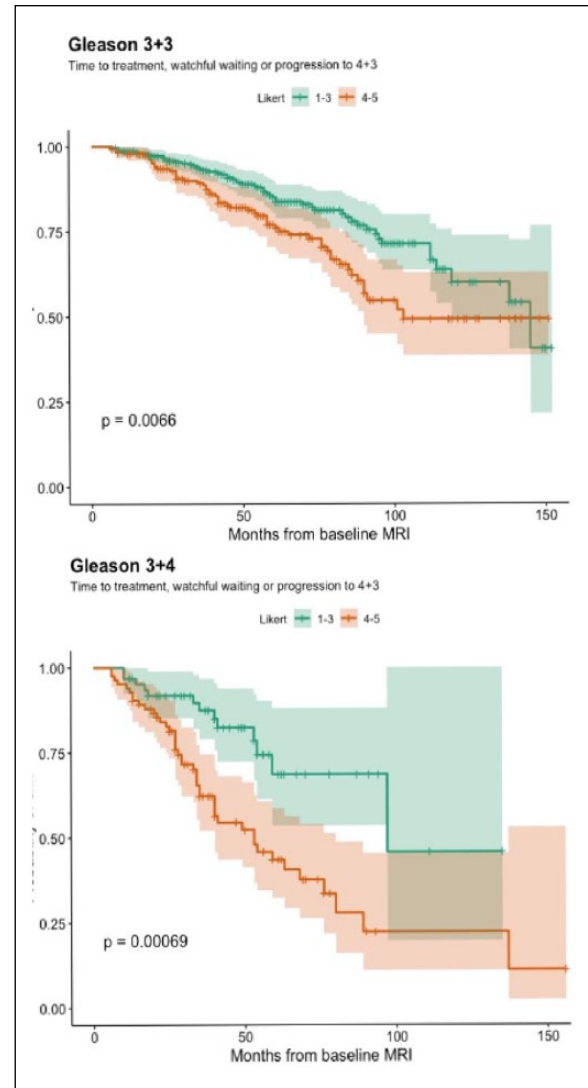 Gleason 3+3
Time to treatment, watchful waiting or progression to 4+3
Likert 1-3 4-5
1.00
0.75
0.50
0.25
p = 0.0066
0.00
0 50 100 150
Months from baseline MRI
Gleason 3+4
Time to treatment, watchful waiting or progression to 4+3
Likert 1-3 4-5
1.00
0.75
0.50
0.25
p = 0.00069
0.00
0 50 100 150
Months from baseline MRI